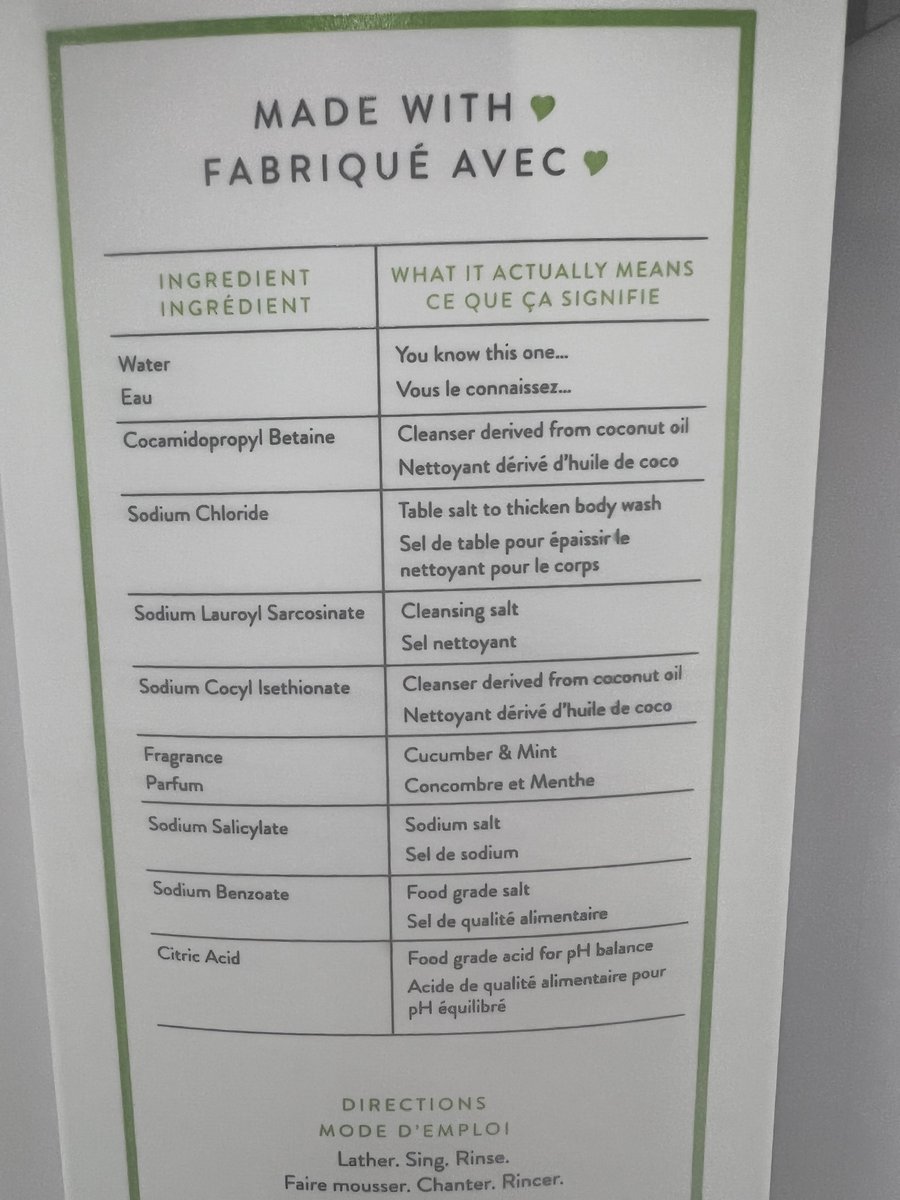 MADE WITH
FABRIQUÉ AVEC
INGREDIENT
INGRÉDIENT
WHAT IT ACTUALLY MEANS
CE QUE ÇA SIGNIFIE
Water
Eau
You know this one...
Vous le connaissez...
Cocamidopropyl Betaine
Cleanser derived from coconut oil
Nettoyant dérivé d'huile de coco
Sodium Chloride
Table salt to thicken body wash
Sel de table pour épaissir le
nettoyant pour le corps
Sodium Lauroyl Sarcosinate
Cleansing salt
Sel nettoyant
Sodium Cocyl Isethionate
Cleanser derived from coconut oil
Nettoyant dérivé d'huile de coco
Fragrance
Parfum
Cucumber & Mint
Concombre et Menthe
Sodium Salicylate
Sodium salt
Sel de sodium
Sodium Benzoate
Food grade salt
Sel de qualité alimentaire
Citric Acid
Food grade acid for pH balance
Acide de qualité alimentaire pour
pH équilibré
DIRECTIONS
MODE D'EMPLOI
Lather. Sing. Rinse.
Faire mousser. Chanter. Rincer.